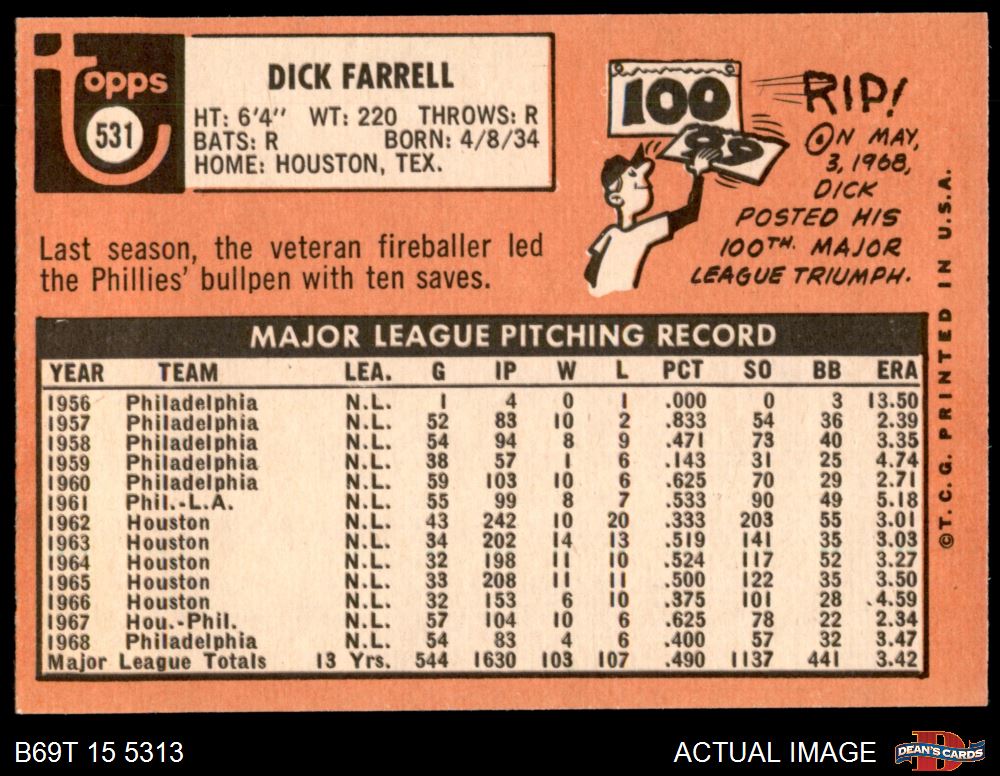 Topps
531
DICK FARRELL
HT: 6'4" WT: 220 THROWS: R
BATS: R BORN: 4/8/34
HOME: HOUSTON, TEX.
Last season, the veteran fireballer led
the Phillies' bullpen with ten saves.
100
99
RIP!
ON MAY,
3, 1968,
DICK
POSTED HIS
100TH. MAJOR
LEAGUE TRIUMPH.
©T. C. G. PRINTED IN U.S.A.
MAJOR LEAGUE PITCHING RECORD
YEAR TEAM LEA. G IP W L PCT SO BB ERA
1956 Philadelphia N.L. 1 4 0 1 .000 0 3 13.50
1957 Philadelphia N.L. 52 83 10 2 .833 54 36 2.39
1958 Philadelphia N.L. 54 94 8 9 .471 73 40 3.35
1959 Philadelphia N.L. 38 57 1 6 .143 31 25 4.74
1960 Philadelphia N.L. 59 103 10 6 .625 70 29 2.71
1961 Phil.-L.A. N.L. 55 99 8 7 .533 90 49 5.18
1962 Houston N.L. 43 242 10 20 .333 203 55 3.01
1963 Houston N.L. 34 202 14 13 .519 141 35 3.03
1964 Houston N.L. 32 198 11 10 .524 117 52 3.27
1965 Houston N.L. 33 208 11 11 .500 122 35 3.50
1966 Houston N.L. 32 153 6 10 .375 101 28 4.59
1967 Hou.-Phil. N.L. 57 104 10 6 .625 78 22 2.34
1968 Philadelphia N.L. 54 83 4 6 .400 57 32 3.47
Major League Totals 13 Yrs. 544 1630 103 107 .490 1137 441 3.42
B69T 15 5313
ACTUAL IMAGE
D
DEAN'S CARDS